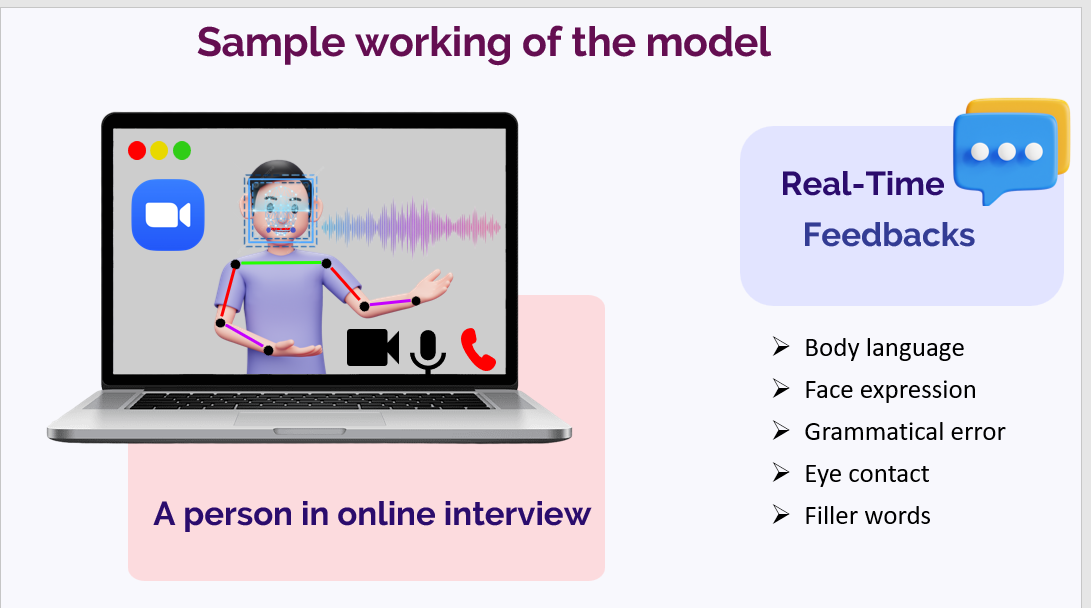 Sample working of the model
Real-Time
Feedbacks
Body language
Face expression
Grammatical error
Eye contact
Filler words
A person in online interview